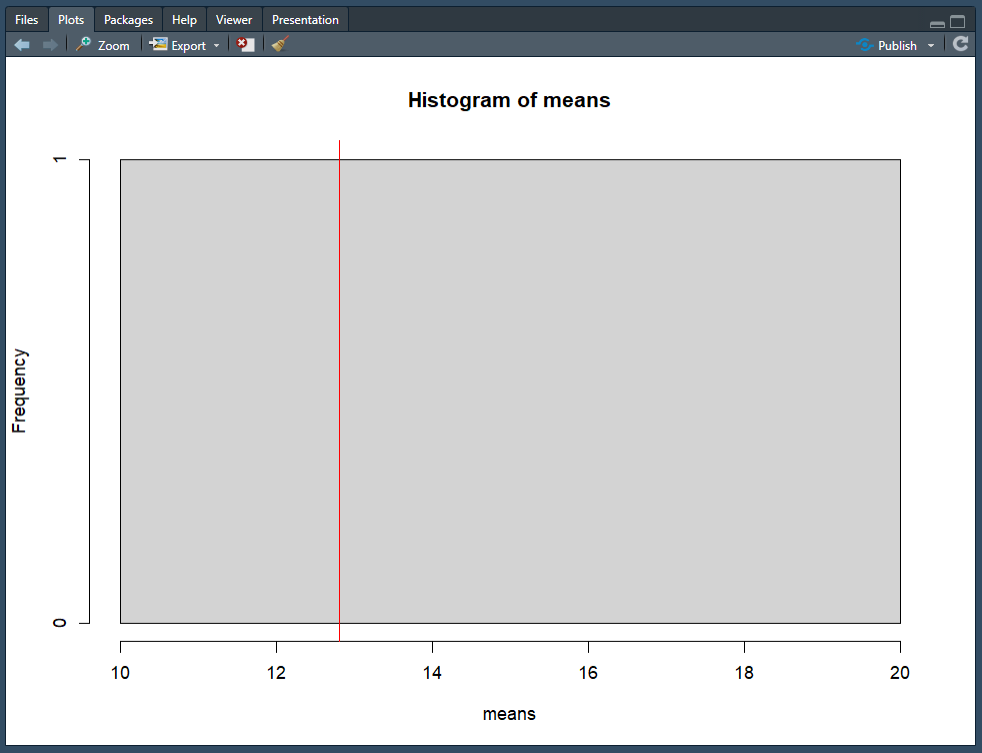 Files Plots Packages Help Viewer Presentation
Zoom Export Publish
Histogram of means
1
Frequency
0
10 12 14 16 18 20
means